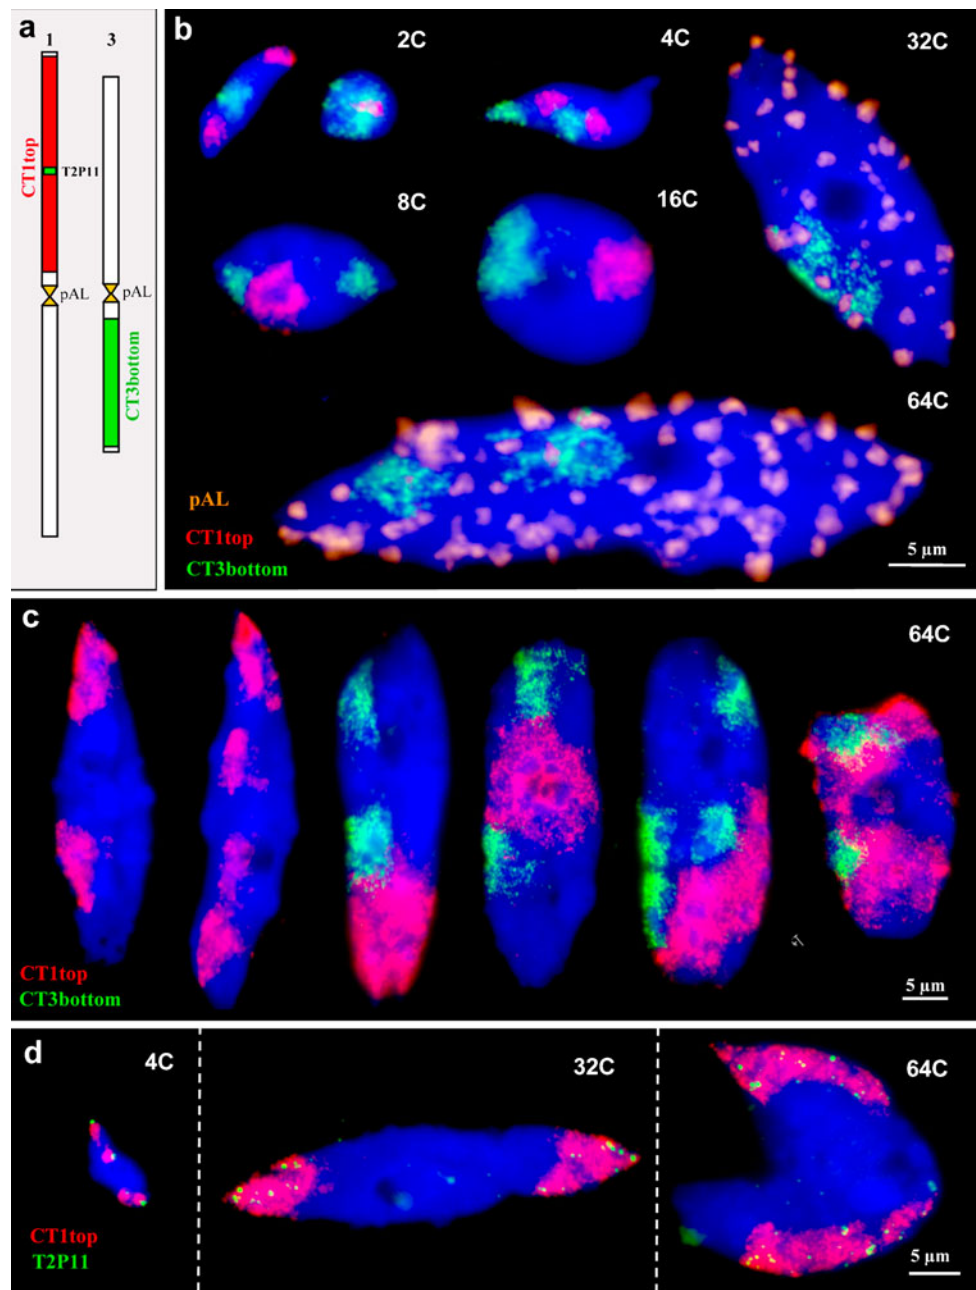 a
1
3
CT1top
T2P11
pAL
pAL
CT3bottom
b
2C
4C
32C
8C
16C
64C
pAL
CT1top
CT3bottom
5 µm
c
64C
CT1top
CT3bottom
5 µm
d
4C
32C
64C
CT1top
T2P11
5 µm